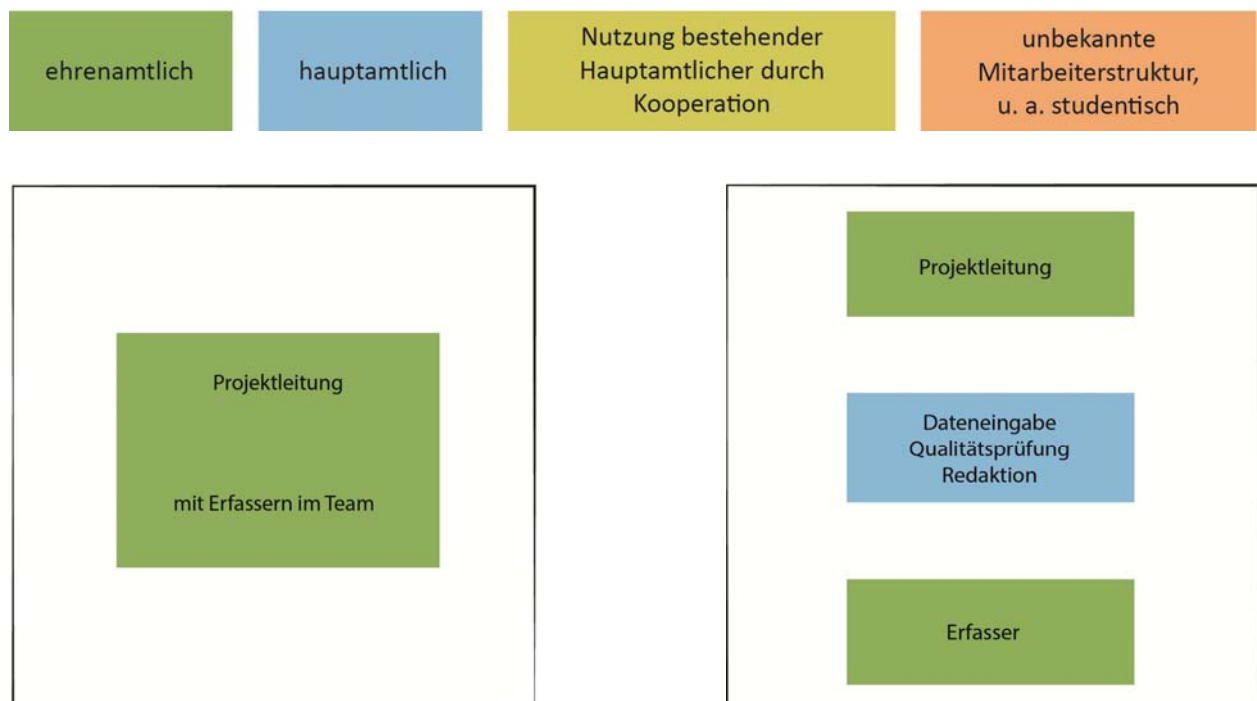 ehrenamtlich
hauptamtlich
Nutzung bestehender
Hauptamtlicher durch
Kooperation
unbekannte
Mitarbeiterstruktur,
u. a. studentisch
Projektleitung
mit Erfassern im Team
Projektleitung
Dateneingabe
Qualitätsprüfung
Redaktion
Erfasser